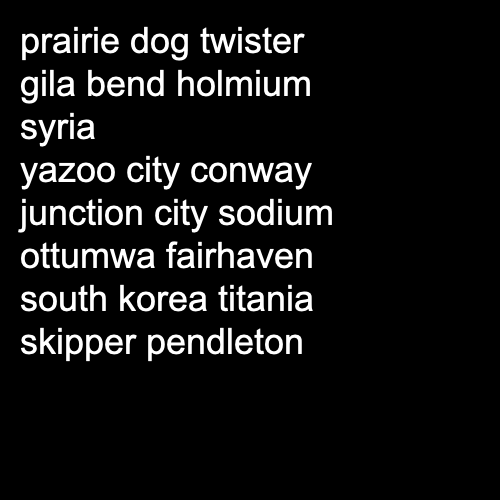 prairie dog twister
gila bend holmium
syria
yazoo city conway
junction city sodium
ottumwa fairhaven
south korea titania
skipper pendleton